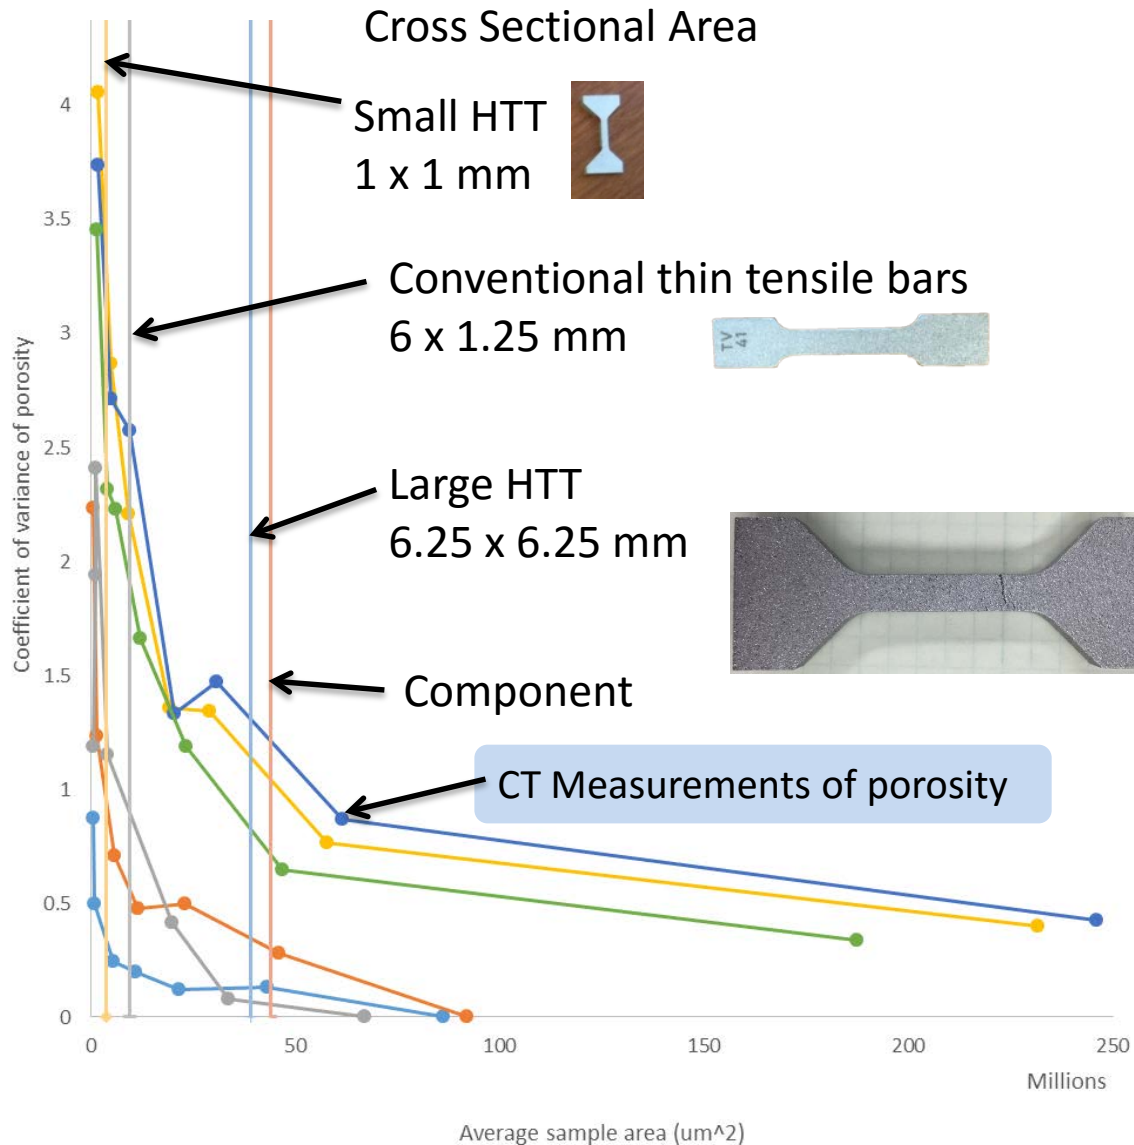 Cross Sectional Area
Small HTT
1 x 1 mm
Conventional thin tensile bars
6 x 1.25 mm
TV
41
Large HTT
6.25 x 6.25 mm
Component
CT Measurements of porosity
Coefficient of variance of porosity
4
3.5
3
2.5
2
1.5
1
0.5
0
0
50
100
150
200
250
Millions
Average sample area (um^2)